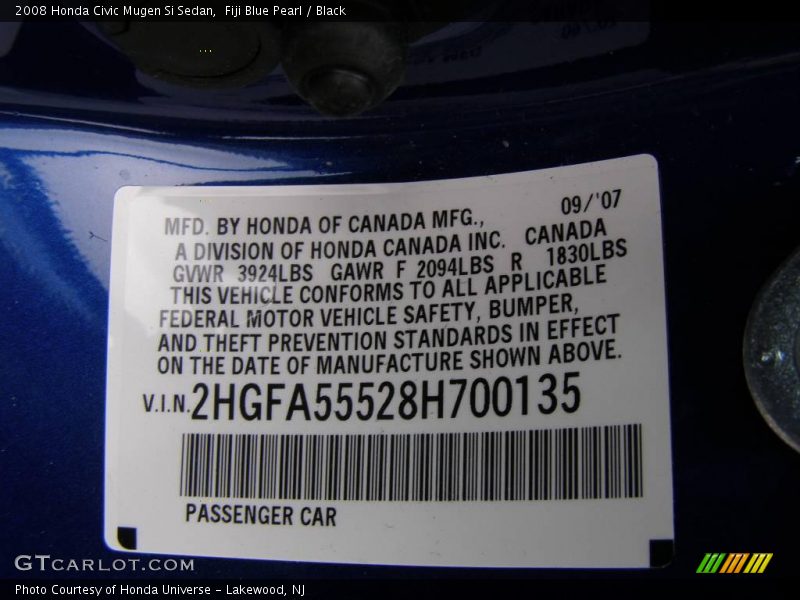 2008 Honda Civic Mugen Si Sedan,  Fiji Blue Pearl / Black
09/'07
MFD. BY HONDA OF CANADA MFG.,
A DIVISION OF HONDA CANADA INC.  CANADA
GVWR  3924LBS  GAWR  F  2094LBS  R  1830LBS
THIS VEHICLE CONFORMS TO ALL APPLICABLE
FEDERAL MOTOR VEHICLE SAFETY, BUMPER,
AND THEFT PREVENTION STANDARDS IN EFFECT
ON THE DATE OF MANUFACTURE SHOWN ABOVE.
V.I.N.2HGFA55528H700135
PASSENGER CAR
GTCARLOT.COM
Photo Courtesy of Honda Universe - Lakewood, NJ